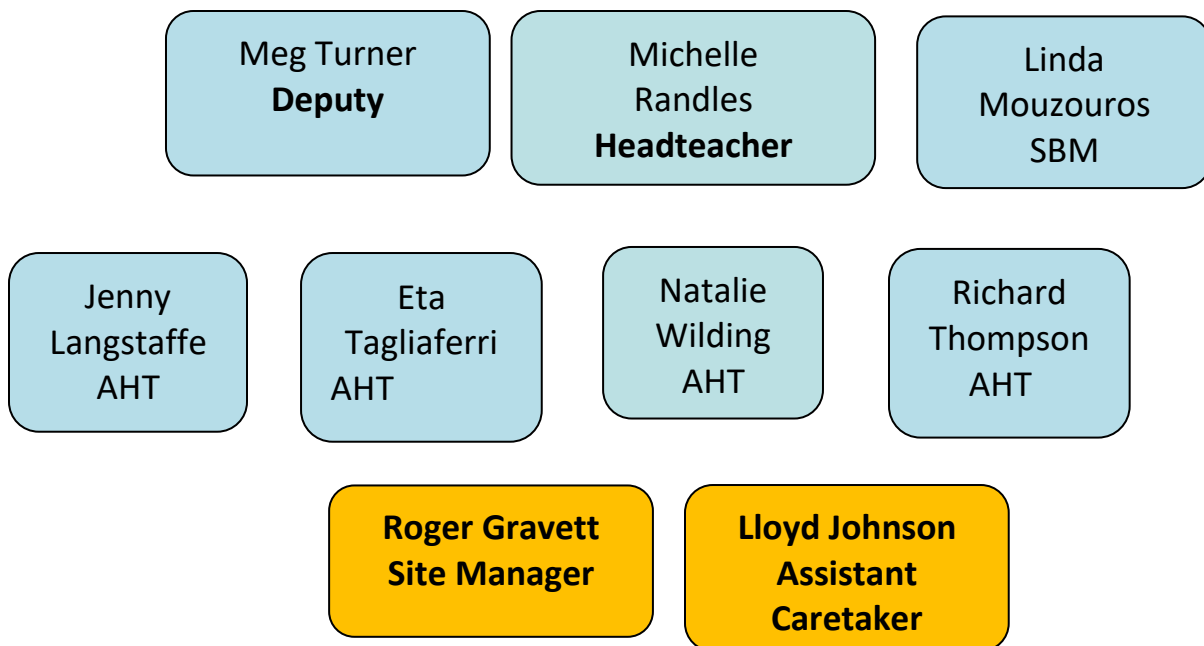 Meg Turner
Deputy
Michelle
Randles
Headteacher
Linda
Mouzouros
SBM
Jenny
Langstaffe
AHT
Eta
Tagliaferri
AHT
Natalie
Wilding
AHT
Richard
Thompson
AHT
Roger Gravett
Site Manager
Lloyd Johnson
Assistant
Caretaker